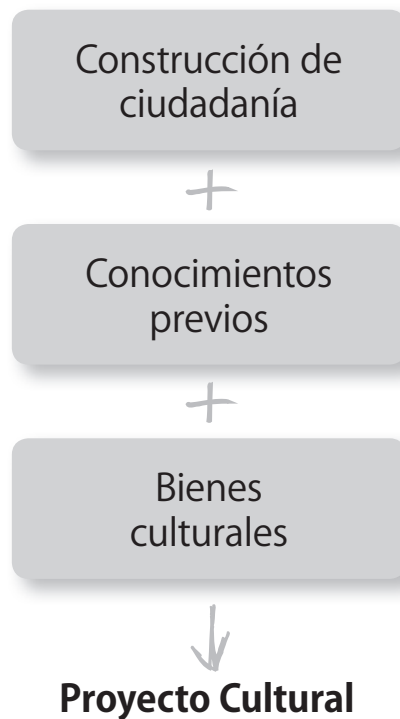 Construcción de
ciudadanía
+
Conocimientos
previos
+
Bienes
culturales
Proyecto Cultural